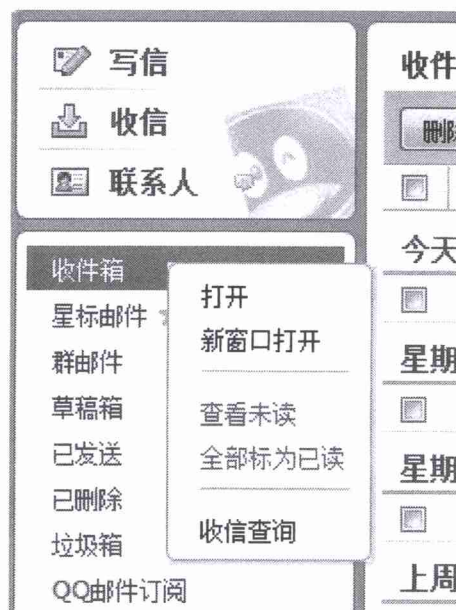 写信
收信
联系人
收件箱
星标邮件
群邮件
草稿箱
已发送
已删除
垃圾箱
QQ邮件订阅
打开
新窗口打开
查看未读
全部标为已读
收信查询
收件
删除
今天
星期
星期
上周